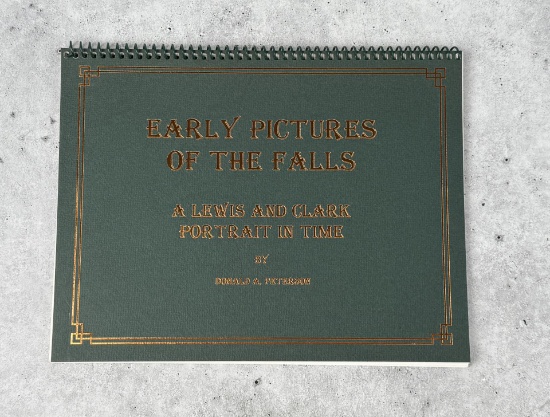 EARLY PICTURES
OF THE FALLS
A LEWIS AND CLARK
PORTRAIT IN TIME
BY
DONALD A. PETERSON